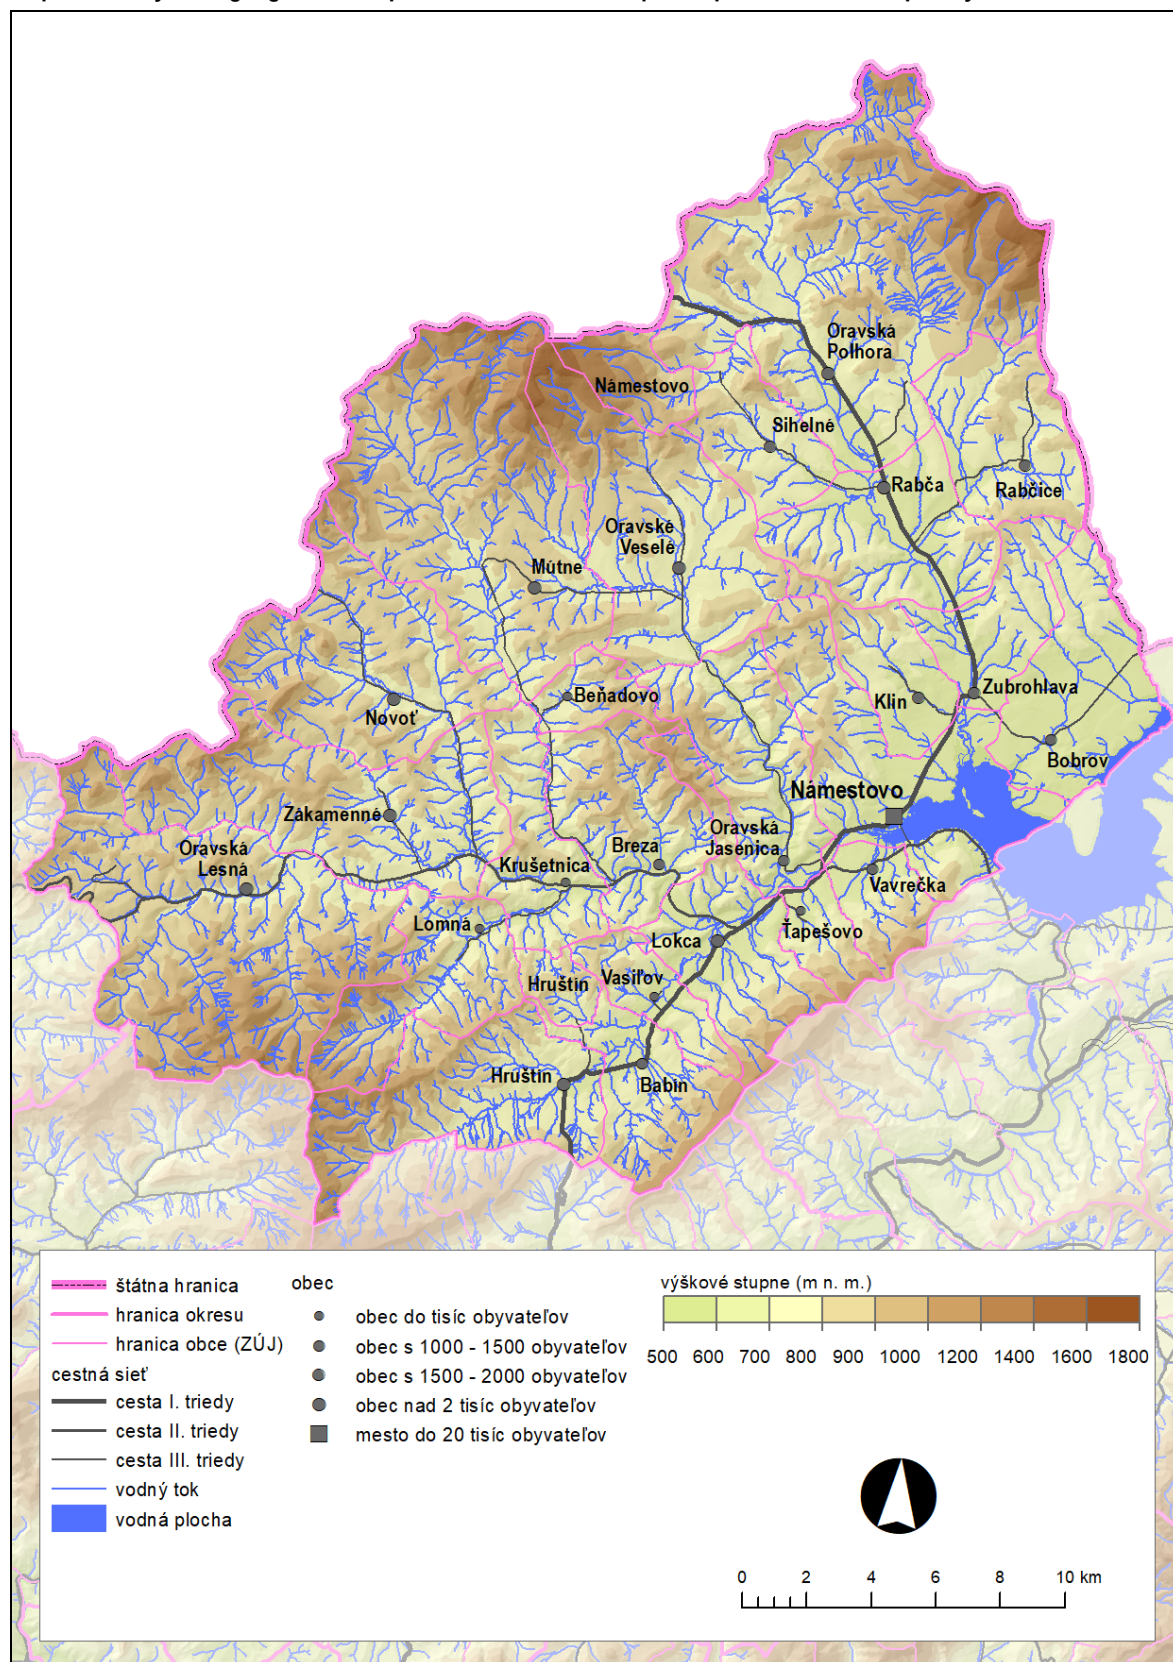 Oravská
Polhora
Námestovo
Sihelné
Rabča
Rabčice
Oravské
Veselé
Mútne
Beňadovo
Novoť
Klin
Zubrohlava
Bobrov
Námestovo
Zákamenné
Oravská
Lesná
Krušetnica
Breza
Oravská
Jasenica
Vavrečka
Lomná
Lokca
Ťapešovo
Hruštín
Vasiľov
Hruštín
Babín
štátna hranica
hranica okresu
hranica obce (ZÚJ)
cestná sieť
cesta I. triedy
cesta II. triedy
cesta III. triedy
vodný tok
vodná plocha
obec
obec do tisíc obyvateľov
obec s 1000 - 1500 obyvateľov
obec s 1500 - 2000 obyvateľov
obec nad 2 tisíc obyvateľov
mesto do 20 tisíc obyvateľov
výškové stupne (m n. m.)
500 600 700 800 900 1000 1200 1400 1600 1800
0 2 4 6 8 10 km